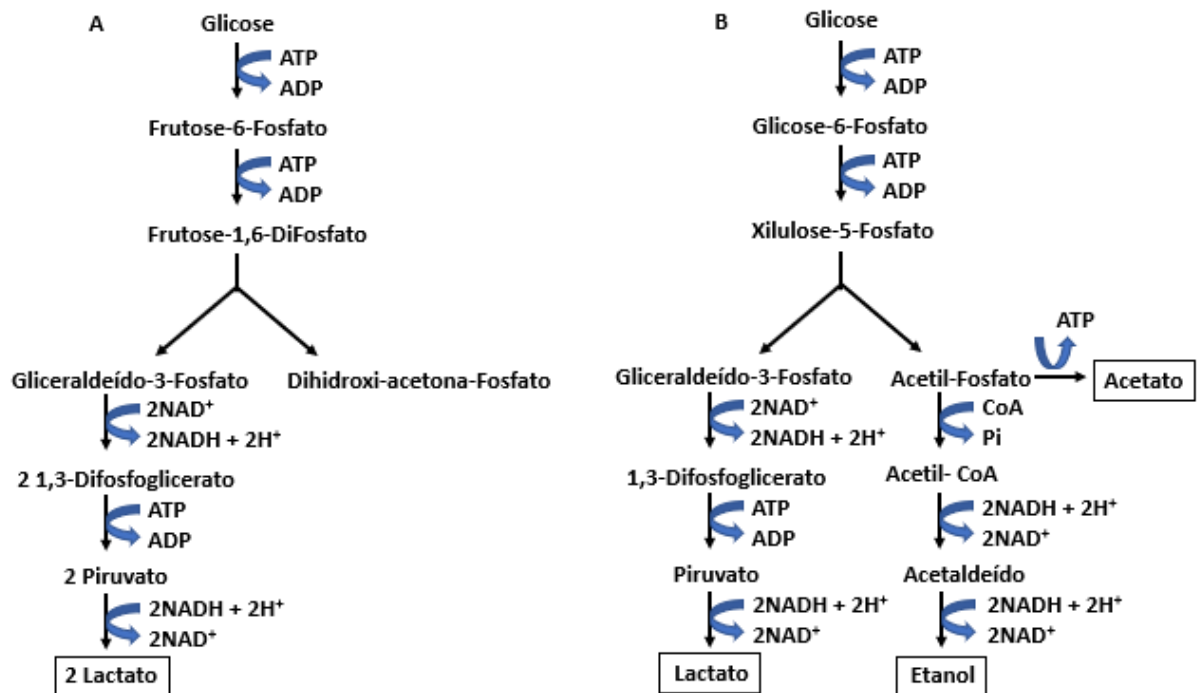 A
Glicose
ATP
ADP
Frutose-6-Fosfato
ATP
ADP
Frutose-1,6-DiFosfato
Gliceraldeído-3-Fosfato
Dihidroxi-acetona-Fosfato
2NAD⁺
2NADH + 2H⁺
2 1,3-Difosfoglicerato
ATP
ADP
2 Piruvato
2NADH + 2H⁺
2NAD⁺
2 Lactato
B
Glicose
ATP
ADP
Glicose-6-Fosfato
ATP
ADP
Xilulose-5-Fosfato
Gliceraldeído-3-Fosfato
2NAD⁺
2NADH + 2H⁺
1,3-Difosfoglicerato
ATP
ADP
Piruvato
2NADH + 2H⁺
2NAD⁺
Lactato
Acetil-Fosfato
ATP
Acetato
CoA
Pi
Acetil- CoA
2NADH + 2H⁺
2NAD⁺
Acetaldeído
2NADH + 2H⁺
2NAD⁺
Etanol